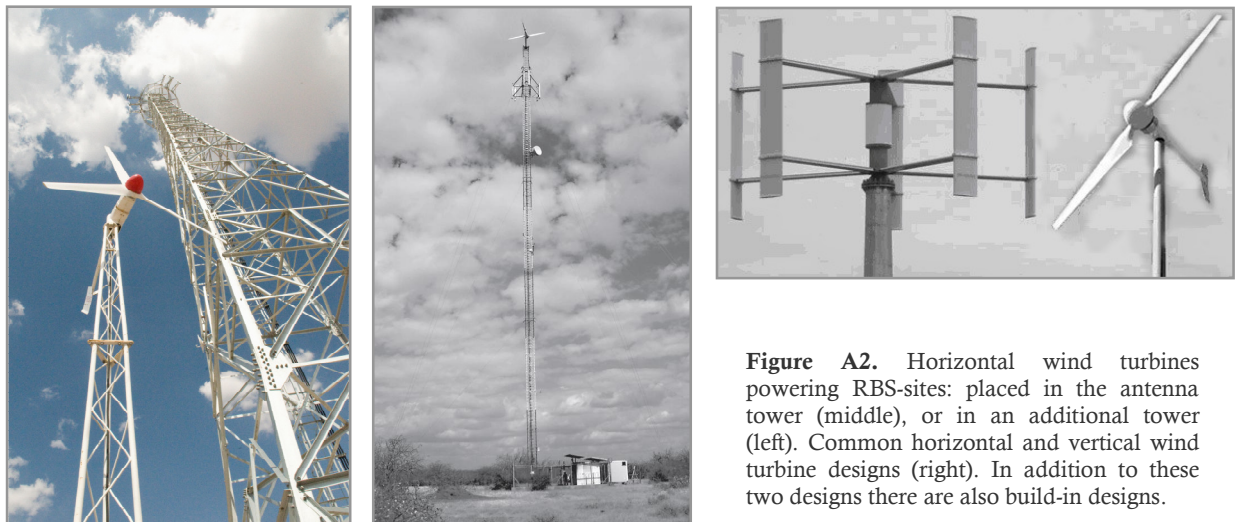 Figure A2. Horizontal wind turbines
powering RBS-sites: placed in the antenna
tower (middle), or in an additional tower
(left). Common horizontal and vertical wind
turbine designs (right). In addition to these
two designs there are also build-in designs.